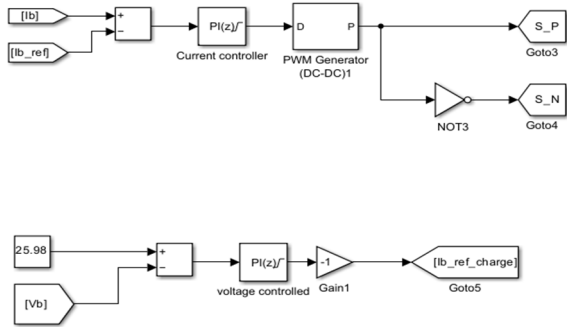 [Ib]
+
−
[Ib_ref]
PI(z)
Current controller
D
P
PWM Generator
(DC-DC)1
S_P
Goto3
NOT3
S_N
Goto4
25.98
+
−
[Vb]
PI(z)
voltage controlled
-1
Gain1
[Ib_ref_charge]
Goto5